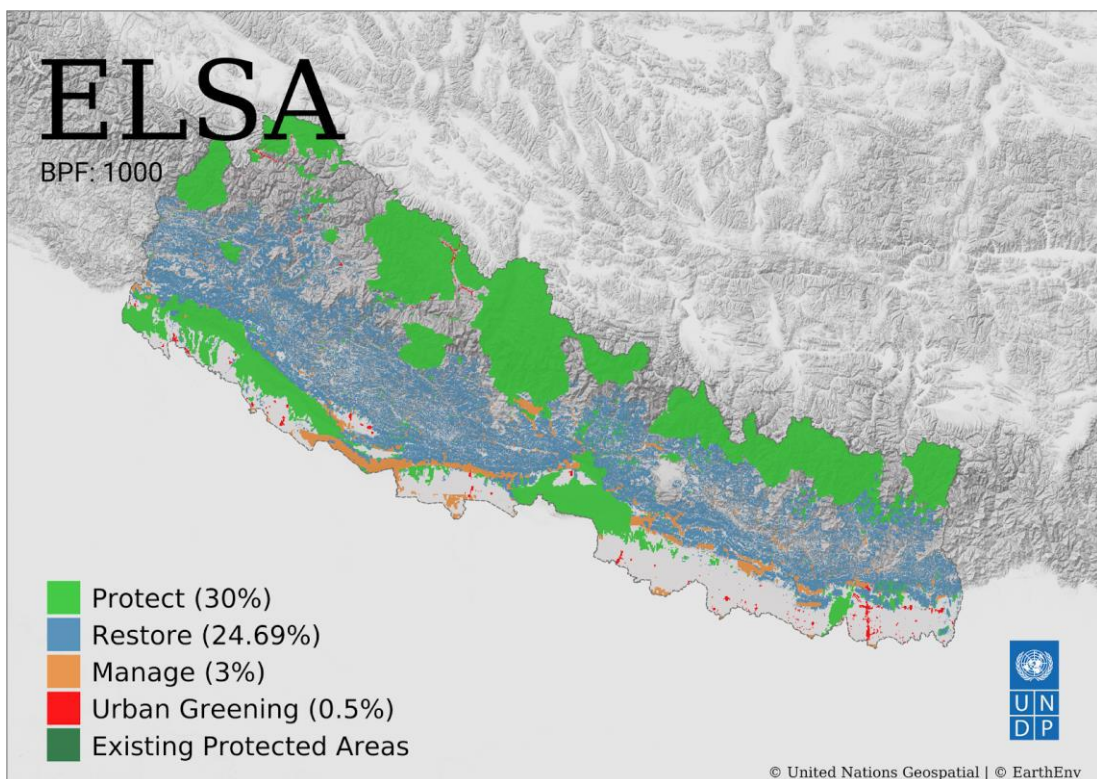 ELSA
BPF: 1000
Protect (30%)
Restore (24.69%)
Manage (3%)
Urban Greening (0.5%)
Existing Protected Areas
U N
D P
© United Nations Geospatial | © EarthEnv